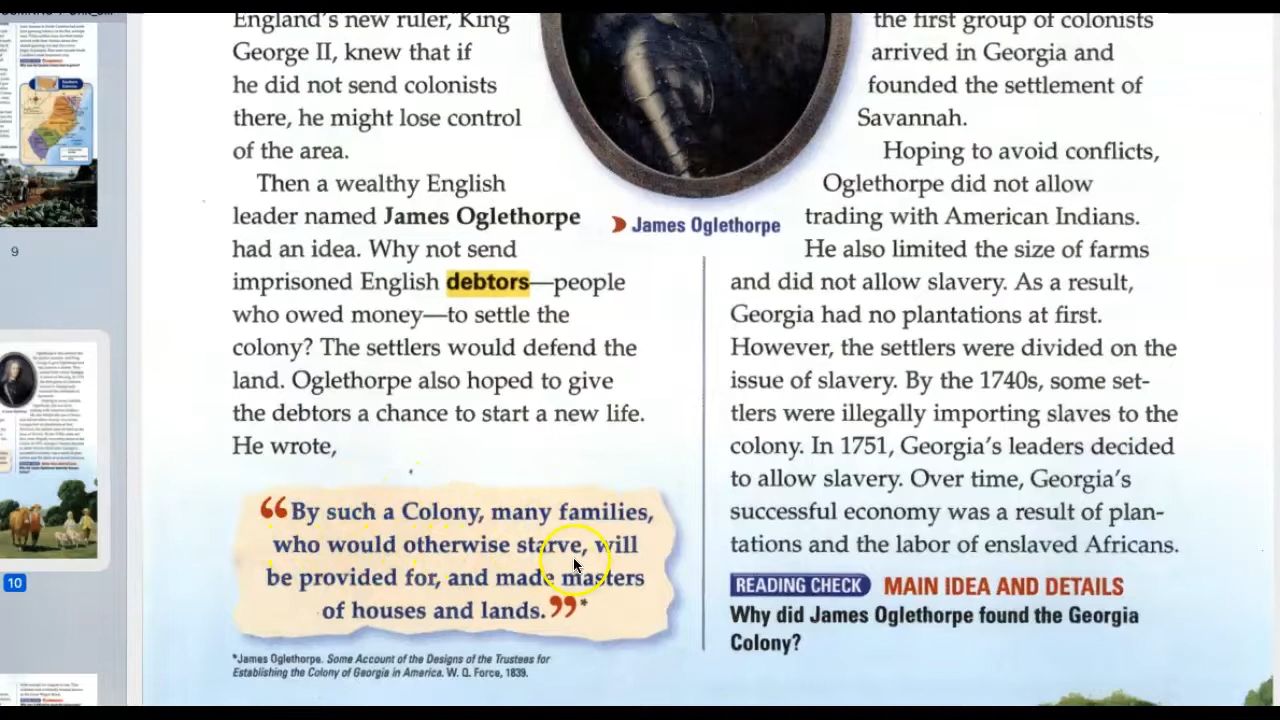 England's new ruler, King
George II, knew that if
he did not send colonists
there, he might lose control
of the area.
Then a wealthy English
leader named James Oglethorpe
had an idea. Why not send
imprisoned English debtors—people
who owed money—to settle the
colony? The settlers would defend the
land. Oglethorpe also hoped to give
the debtors a chance to start a new life.
He wrote,
“By such a Colony, many families,
who would otherwise starve, will
be provided for, and made masters
of houses and lands.”*
*James Oglethorpe. Some Account of the Designs of the Trustees for
Establishing the Colony of Georgia in America. W. Q. Force, 1839.
James Oglethorpe
the first group of colonists
arrived in Georgia and
founded the settlement of
Savannah.
Hoping to avoid conflicts,
Oglethorpe did not allow
trading with American Indians.
He also limited the size of farms
and did not allow slavery. As a result,
Georgia had no plantations at first.
However, the settlers were divided on the
issue of slavery. By the 1740s, some set-
tlers were illegally importing slaves to the
colony. In 1751, Georgia's leaders decided
to allow slavery. Over time, Georgia's
successful economy was a result of plan-
tations and the labor of enslaved Africans.
READING CHECK MAIN IDEA AND DETAILS
Why did James Oglethorpe found the Georgia
Colony?
9
10